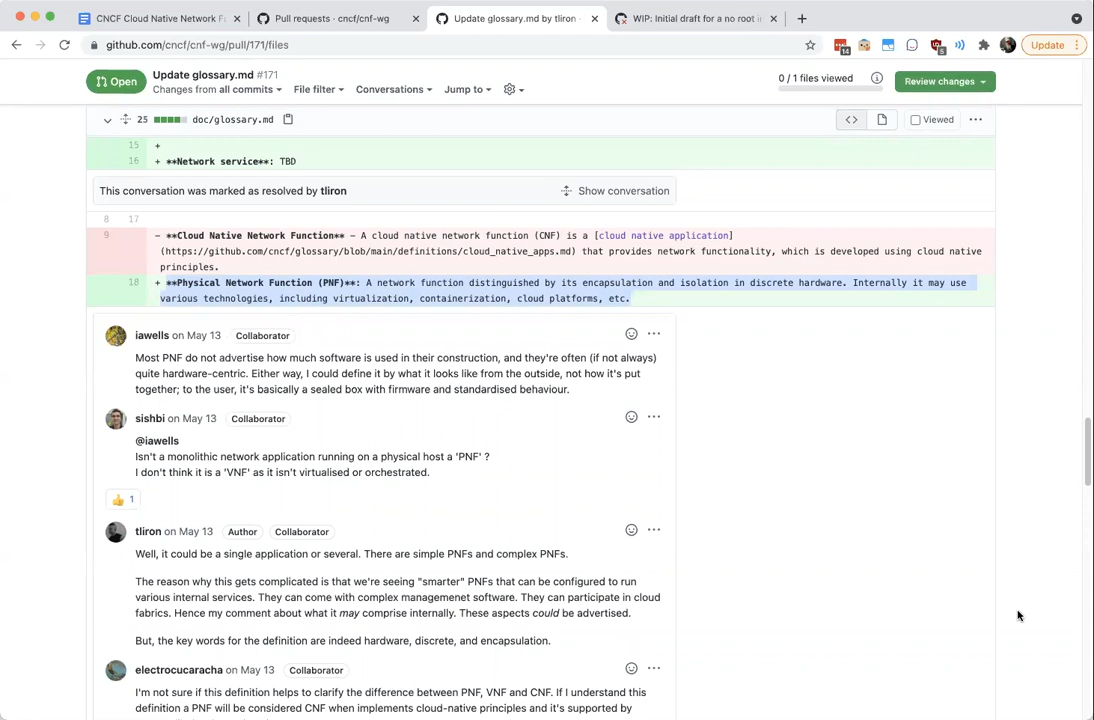 CNCF Cloud Native Network F
Pull requests · cncf/cnf-wg
Update glossary.md by tliron
WIP: Initial draft for a no root i
github.com/cncf/cnf-wg/pull/171/files
14
5
Update
Open
Update glossary.md #171
Changes from all commits
File filter
Conversations
Jump to
0 / 1 files viewed
Review changes
25
doc/glossary.md
Viewed
15 +
16 + **Network service**: TBD
This conversation was marked as resolved by tliron
Show conversation
8 17
9 - **Cloud Native Network Function** – A cloud native network function (CNF) is a [cloud native application]
(https://github.com/cncf/glossary/blob/main/definitions/cloud_native_apps.md) that provides network functionality, which is developed using cloud native
principles.
18 + **Physical Network Function (PNF)**: A network function distinguished by its encapsulation and isolation in discrete hardware. Internally it may use
various technologies, including virtualization, containerization, cloud platforms, etc.
iawells on May 13 Collaborator
Most PNF do not advertise how much software is used in their construction, and they're often (if not always)
quite hardware-centric. Either way, I could define it by what it looks like from the outside, not how it's put
together; to the user, it's basically a sealed box with firmware and standardised behaviour.
sishbi on May 13 Collaborator
@iawells
Isn't a monolithic network application running on a physical host a 'PNF' ?
I don't think it is a 'VNF' as it isn't virtualised or orchestrated.
👍 1
tliron on May 13 Author Collaborator
Well, it could be a single application or several. There are simple PNFs and complex PNFs.
The reason why this gets complicated is that we're seeing "smarter" PNFs that can be configured to run
various internal services. They can come with complex managemenet software. They can participate in cloud
fabrics. Hence my comment about what it may comprise internally. These aspects could be advertised.
But, the key words for the definition are indeed hardware, discrete, and encapsulation.
electrocucaracha on May 13 Collaborator
I'm not sure if this definition helps to clarify the difference between PNF, VNF and CNF. If I understand this
definition a PNF will be considered CNF when implements cloud-native principles and it's supported by